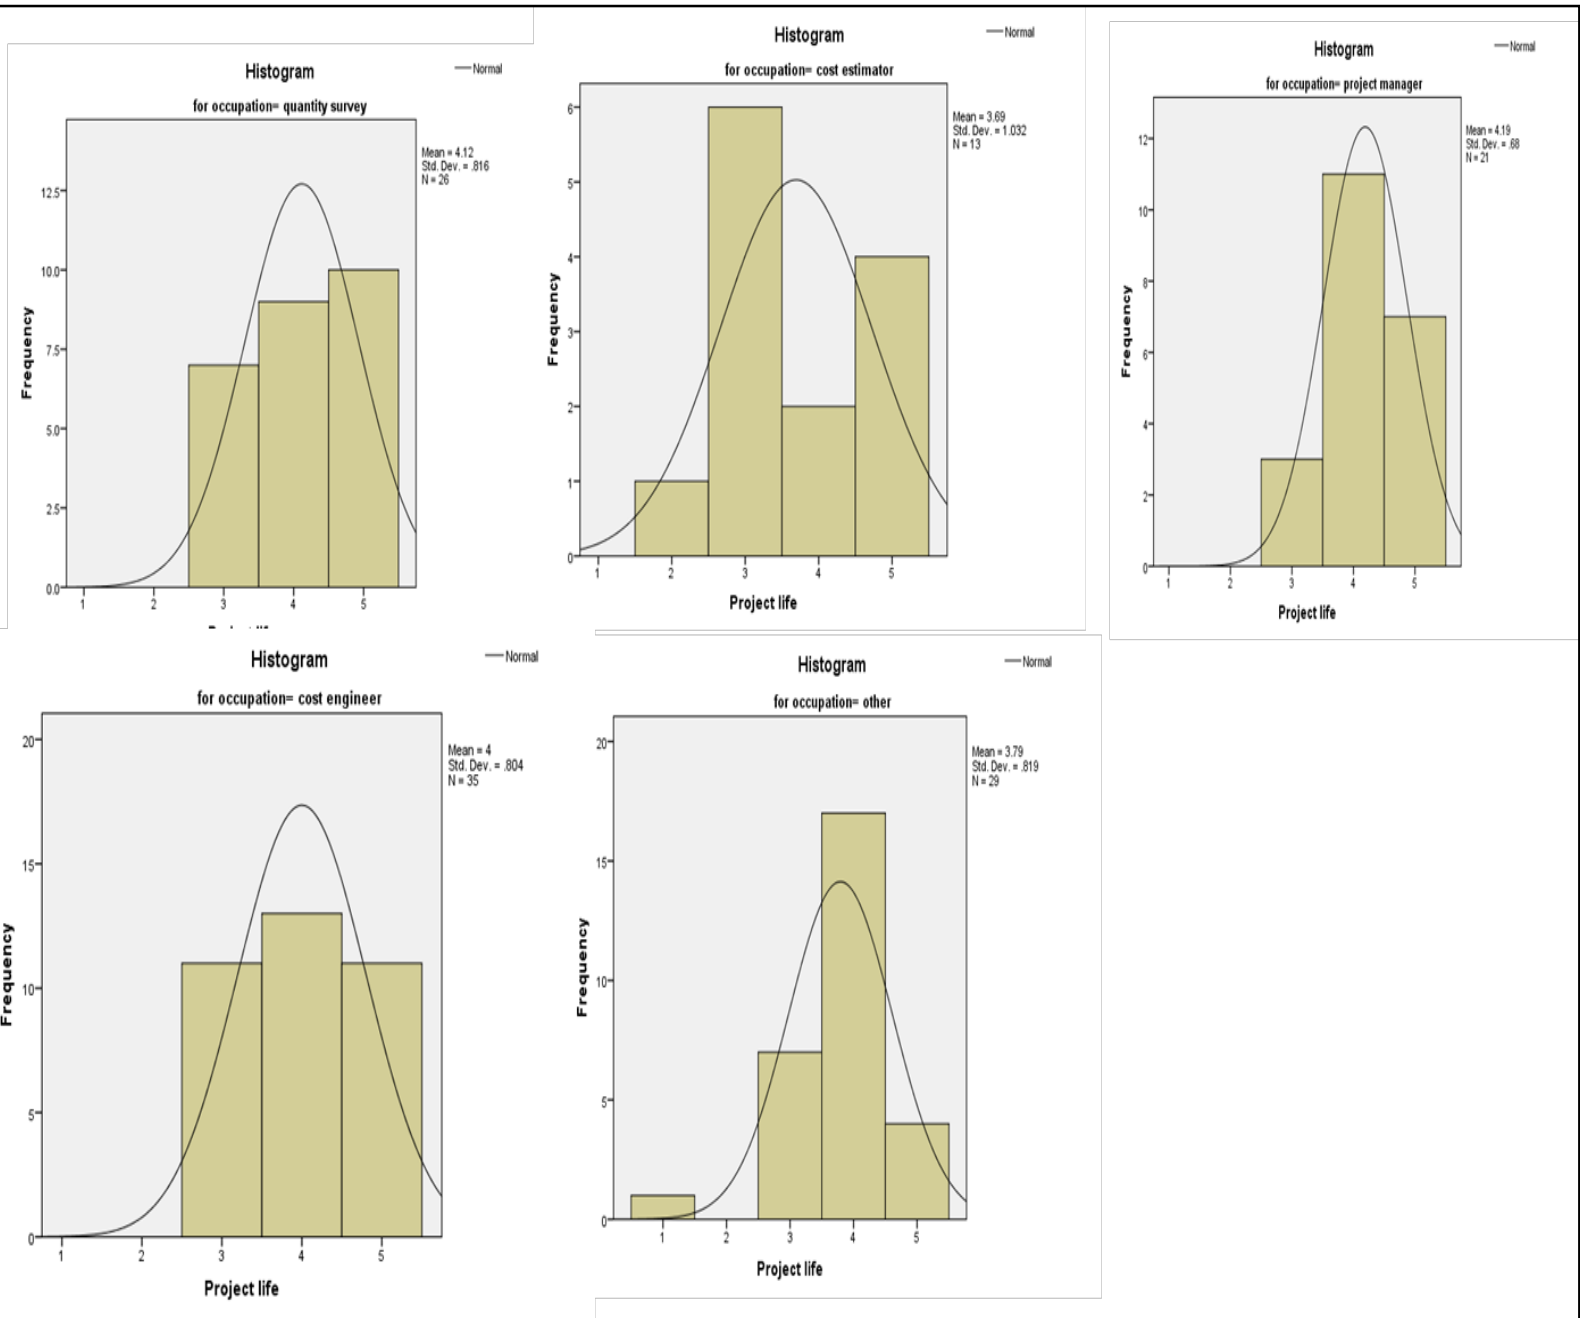 Histogram
Normal
for occupation= quantity survey
Mean = 4.12
Std. Dev. = .816
N = 26
Frequency
12.5
10.0
7.5
5.0
2.5
0.0
1 2 3 4 5
Histogram
Normal
for occupation= cost estimator
Mean = 3.69
Std. Dev. = 1.032
N = 13
Frequency
6
5
4
3
2
1
0
1 2 3 4 5
Project life
Histogram
Normal
for occupation= project manager
Mean = 4.19
Std. Dev. = .68
N = 21
Frequency
12
10
8
6
4
2
0
1 2 3 4 5
Project life
Histogram
Normal
for occupation= cost engineer
Mean = 4
Std. Dev. = .804
N = 35
Frequency
20
15
10
5
0
1 2 3 4 5
Project life
Histogram
Normal
for occupation= other
Mean = 3.79
Std. Dev. = .819
N = 29
Frequency
20
15
10
5
0
1 2 3 4 5
Project life